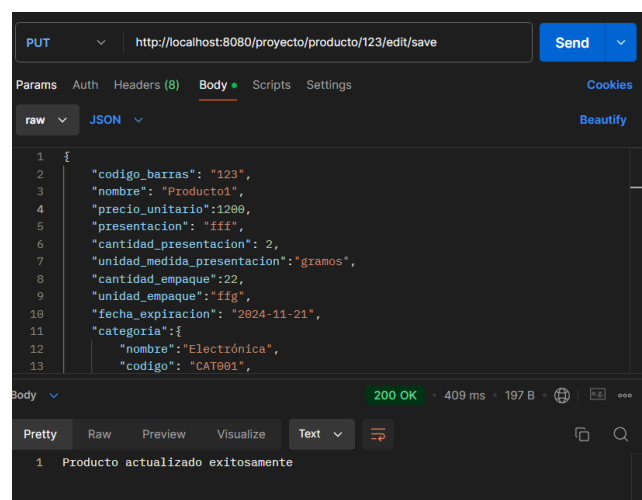 PUT http://localhost:8080/proyecto/producto/123/edit/save Send
Params Auth Headers (8) Body Scripts Settings Cookies
raw JSON Beautify
1 {
2 "codigo_barras": "123",
3 "nombre": "Producto1",
4 "precio_unitario":1200,
5 "presentacion": "fff",
6 "cantidad_presentacion": 2,
7 "unidad_medida_presentacion":"gramos",
8 "cantidad_empaque":22,
9 "unidad_empaque":"ffg",
10 "fecha_expiracion": "2024-11-21",
11 "categoria":{
12 "nombre":"Electrónica",
13 "codigo": "CAT001",
Body 200 OK 409 ms 197 B
Pretty Raw Preview Visualize Text
1 Producto actualizado exitosamente